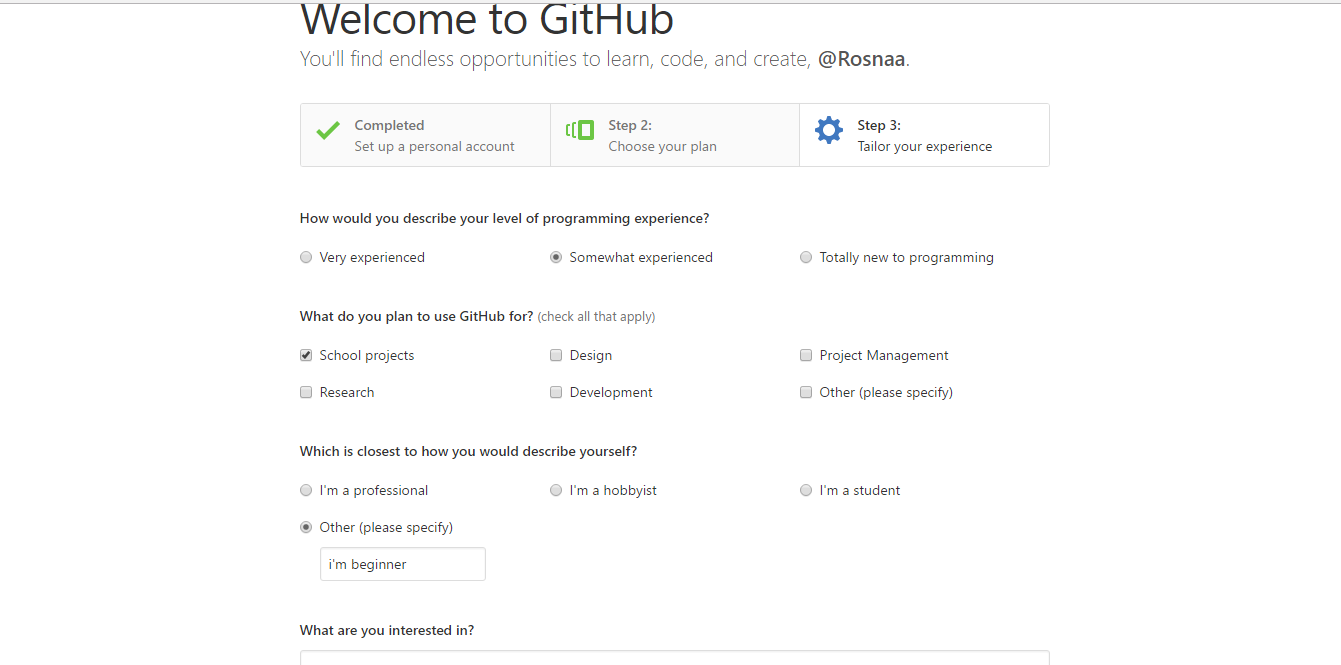 Welcome to GitHub
You'll find endless opportunities to learn, code, and create, @Rosnaa.
Completed
Set up a personal account
Step 2:
Choose your plan
Step 3:
Tailor your experience
How would you describe your level of programming experience?
Very experienced Somewhat experienced Totally new to programming
What do you plan to use GitHub for? (check all that apply)
School projects Design Project Management
Research Development Other (please specify)
Which is closest to how you would describe yourself?
I'm a professional I'm a hobbyist I'm a student
Other (please specify)
i'm beginner
What are you interested in?